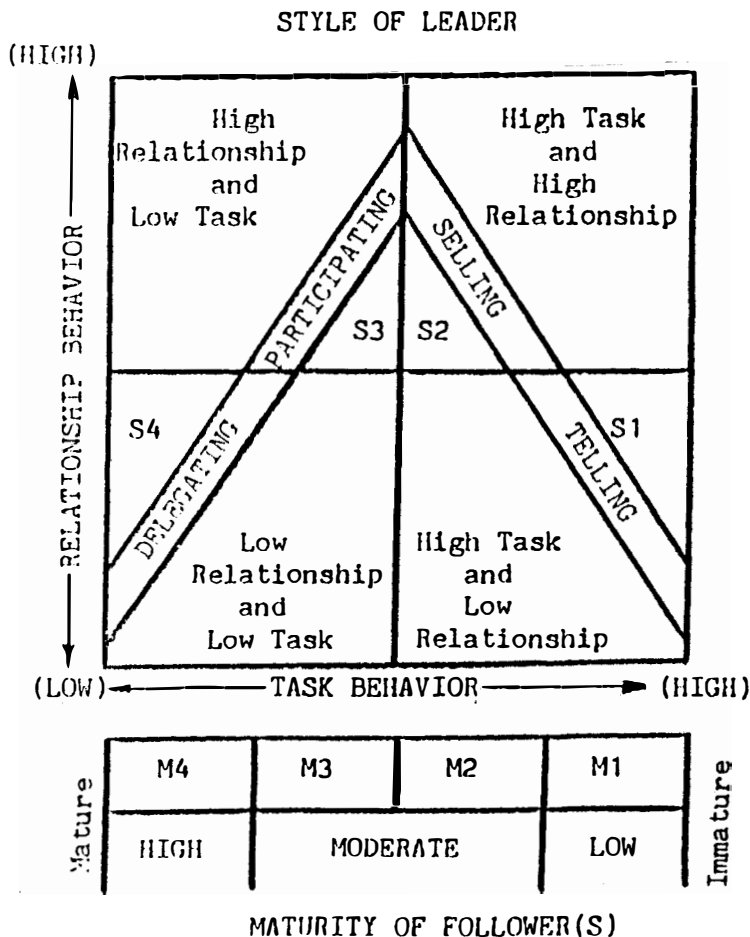 STYLE OF LEADER
(HIGH)
High
Relationship
and
Low Task
High Task
and
High
Relationship
RELATIONSHIP BEHAVIOR
PARTICIPATING
SELLING
S3
S2
S4
S1
DELEGATING
TELLING
Low
Relationship
and
Low Task
High Task
and
Low
Relationship
(LOW)
TASK BEHAVIOR
(HIGH)
Mature
M4
M3
M2
M1
Immature
HIGH
MODERATE
LOW
MATURITY OF FOLLOWER(S)